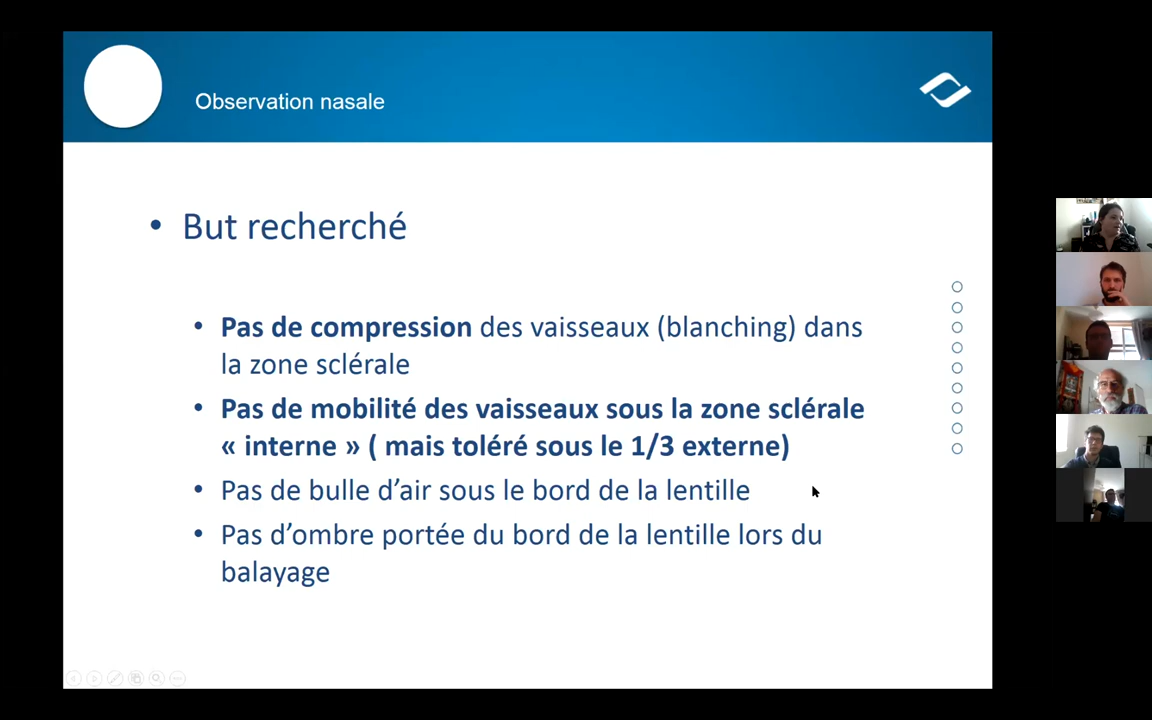 Observation nasale
• But recherché
• Pas de compression des vaisseaux (blanching) dans
la zone sclérale
• Pas de mobilité des vaisseaux sous la zone sclérale
« interne » ( mais toléré sous le 1/3 externe)
• Pas de bulle d’air sous le bord de la lentille
• Pas d’ombre portée du bord de la lentille lors du
balayage